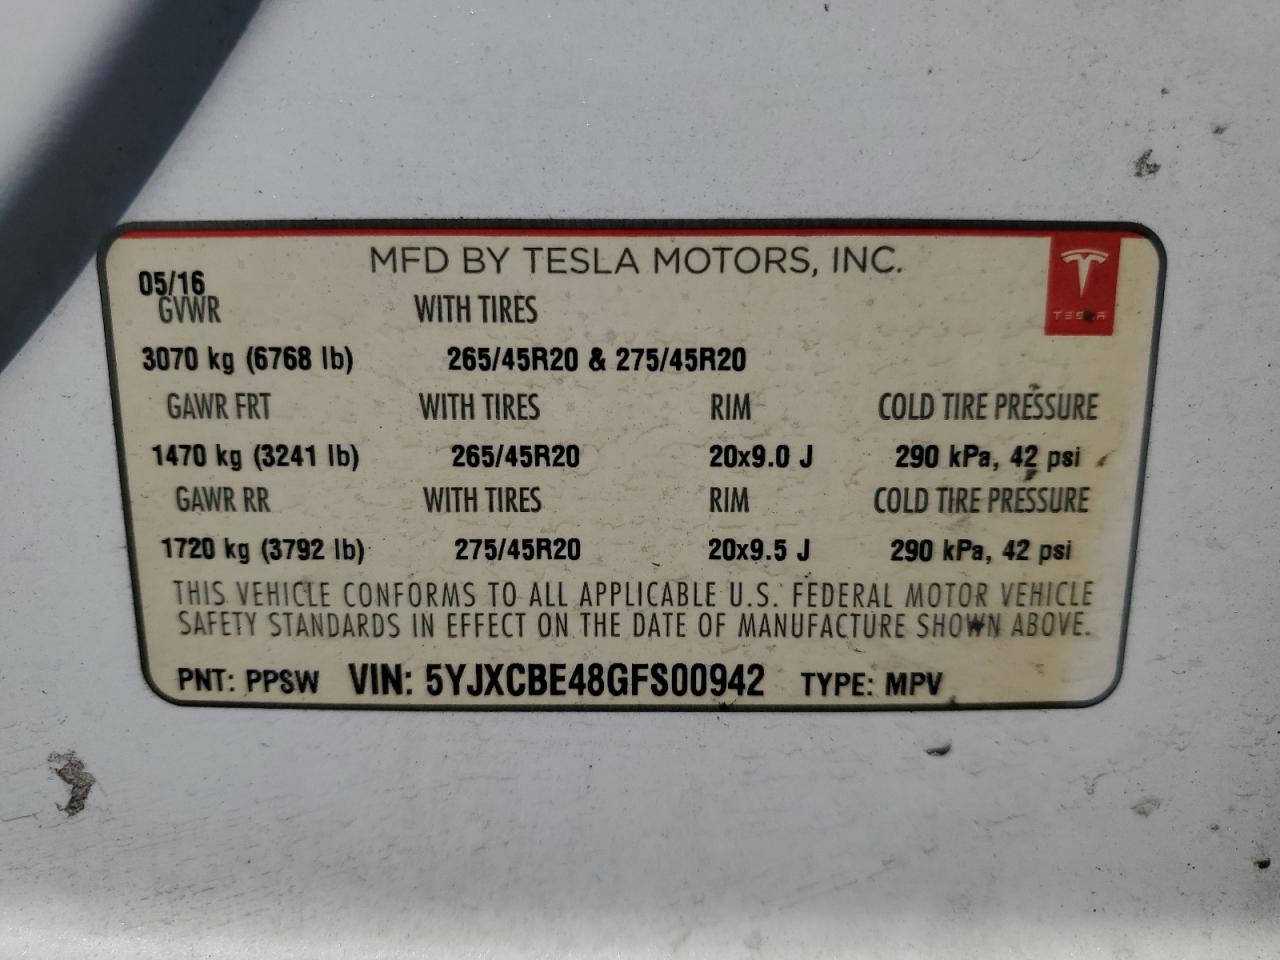 MFD BY TESLA MOTORS, INC.
05/16
GVWR WITH TIRES
TESLA
3070 kg (6768 lb) 265/45R20 & 275/45R20
GAWR FRT WITH TIRES RIM COLD TIRE PRESSURE
1470 kg (3241 lb) 265/45R20 20x9.0 J 290 kPa, 42 psi
GAWR RR WITH TIRES RIM COLD TIRE PRESSURE
1720 kg (3792 lb) 275/45R20 20x9.5 J 290 kPa, 42 psi
THIS VEHICLE CONFORMS TO ALL APPLICABLE U.S. FEDERAL MOTOR VEHICLE
SAFETY STANDARDS IN EFFECT ON THE DATE OF MANUFACTURE SHOWN ABOVE.
PNT: PPSW VIN: 5YJXCBE48GFS00942 TYPE: MPV